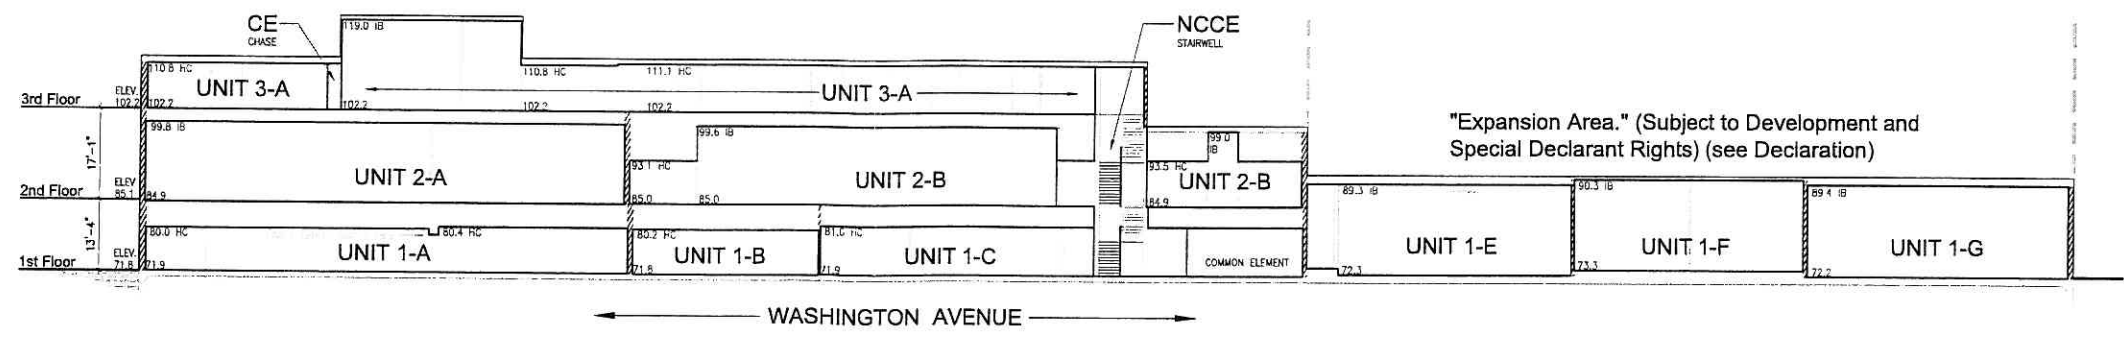 CE
CHASE
119.0 IB
NCCE
STAIRWELL
110.8 HC
UNIT 3-A
110.8 HC
111.1 HC
UNIT 3-A
3rd Floor
ELEV.
102.2
102.2
102.2
102.2
102.2
99.8 IB
99.6 IB
99.0
IB
"Expansion Area." (Subject to Development and
Special Declarant Rights) (see Declaration)
17'-1"
93.1 HC
93.5 HC
UNIT 2-A
UNIT 2-B
UNIT 2-B
2nd Floor
ELEV
85.1
84.9
85.0
85.0
84.9
89.3 IB
90.3 IB
89.4 IB
13'-4"
80.0 HC
80.4 HC
80.2 HC
UNIT 1-A
UNIT 1-B
UNIT 1-C
COMMON ELEMENT
UNIT 1-E
UNIT 1-F
UNIT 1-G
1st Floor
ELEV.
71.8
71.9
71.8
71.9
72.3
73.3
72.2
WASHINGTON AVENUE